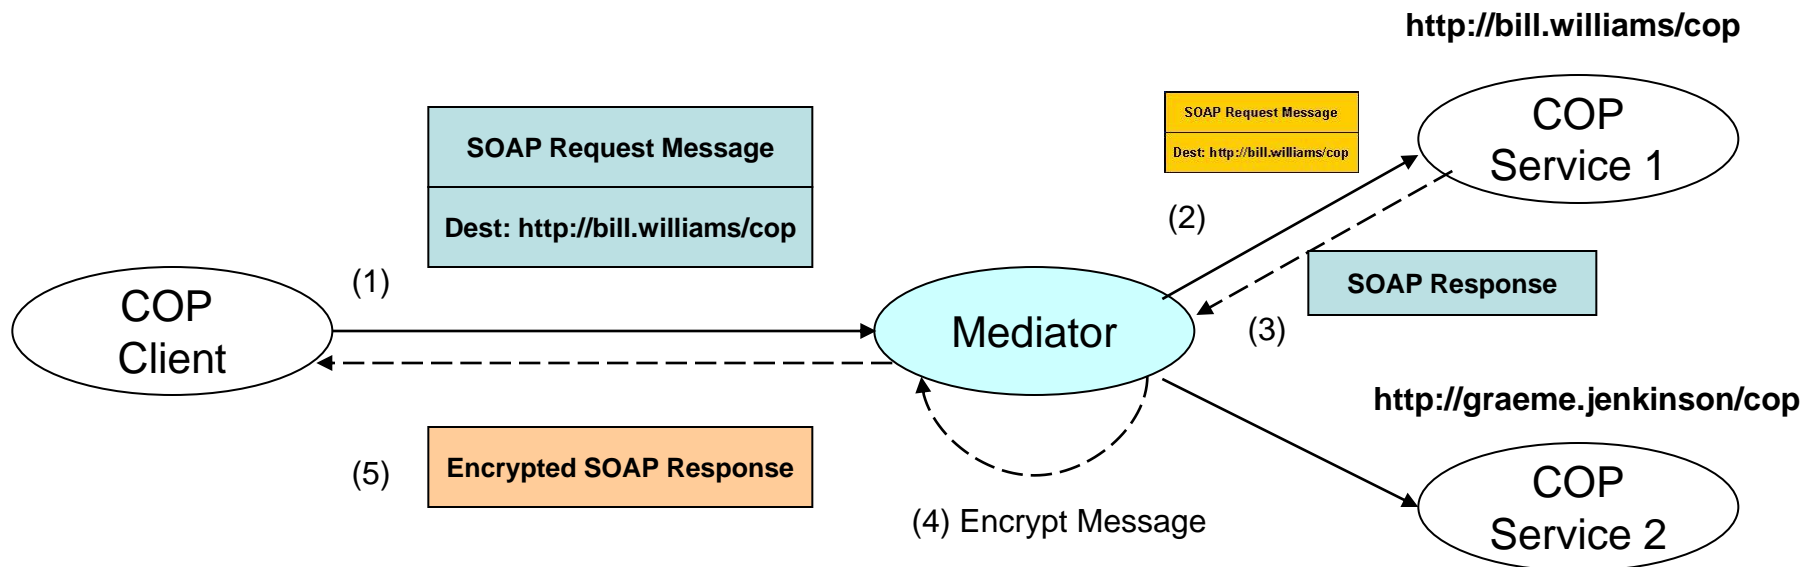 http://bill.williams/cop
SOAP Request Message
Dest: http://bill.williams/cop
SOAP Request Message
Dest: http://bill.williams/cop
COP
Service 1
(2)
(1)
SOAP Response
COP
Client
Mediator
(3)
http://graeme.jenkinson/cop
(5)
Encrypted SOAP Response
(4) Encrypt Message
COP
Service 2